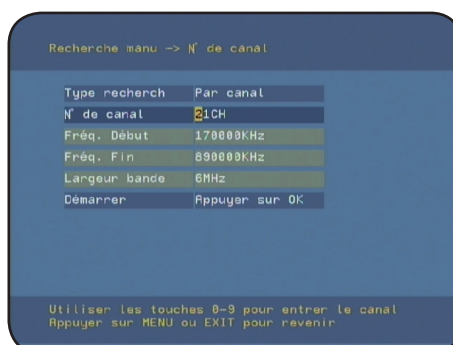 Recherche manu -> N° de canal
Type recherch Par canal
N° de canal 21CH
Fréq. Début 170000KHz
Fréq. Fin 890000KHz
Largeur bande 6MHz
Démarrer Appuyer sur OK
Utiliser les touches 0-9 pour entrer le canal
Appuyer sur MENU ou EXIT pour revenir